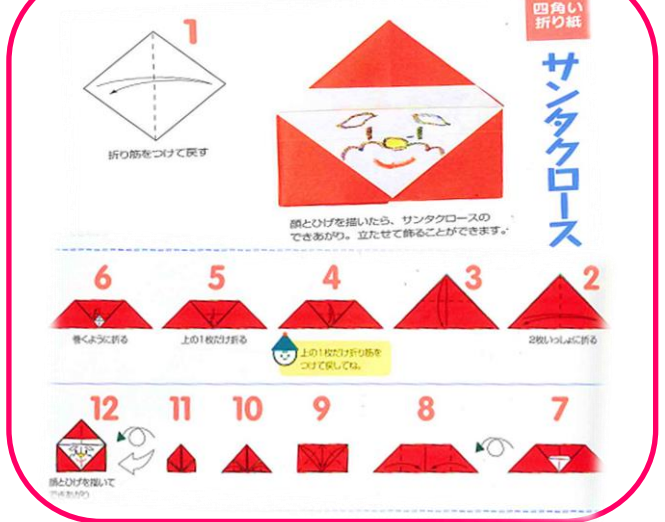 四角い
折り紙
サンタクロース
1
折り筋をつけて戻す
顔とひげを描いたら、サンタクロースの
できあがり。立たせて飾ることができます。
2
2枚いっしょに折る
3
4
上の1枚だけ折り筋を
つけて戻してね。
5
上の1枚だけ折る
6
巻くように折る
7
8
9
10
11
12
顔とひげを描いて
できあがり